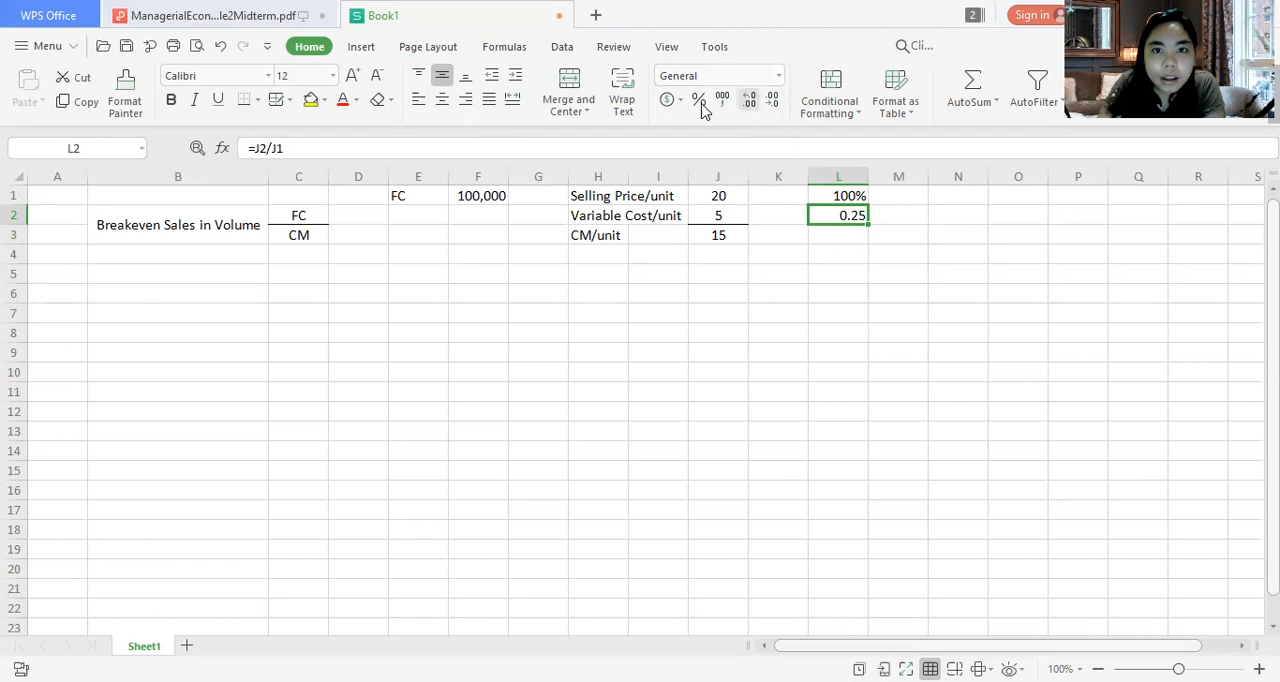 WPS Office
ManagerialEcon...le2Midterm.pdf
Book1
2
Sign in
Menu
Home
Insert
Page Layout
Formulas
Data
Review
View
Tools
Cli...
Paste
Cut
Copy
Format Painter
Calibri
12
B I U A
Merge and Center
Wrap Text
General
Conditional Formatting
Format as Table
AutoSum
AutoFilter
L2
fx
=J2/J1
A B C D E F G H I J K L M N O P Q R S
1 FC 100,000 Selling Price/unit 20 100%
2 FC Variable Cost/unit 5 0.25
Breakeven Sales in Volume
3 CM CM/unit 15
4
5
6
7
8
9
10
11
12
13
14
15
16
17
18
19
20
21
22
23
Sheet1
100%